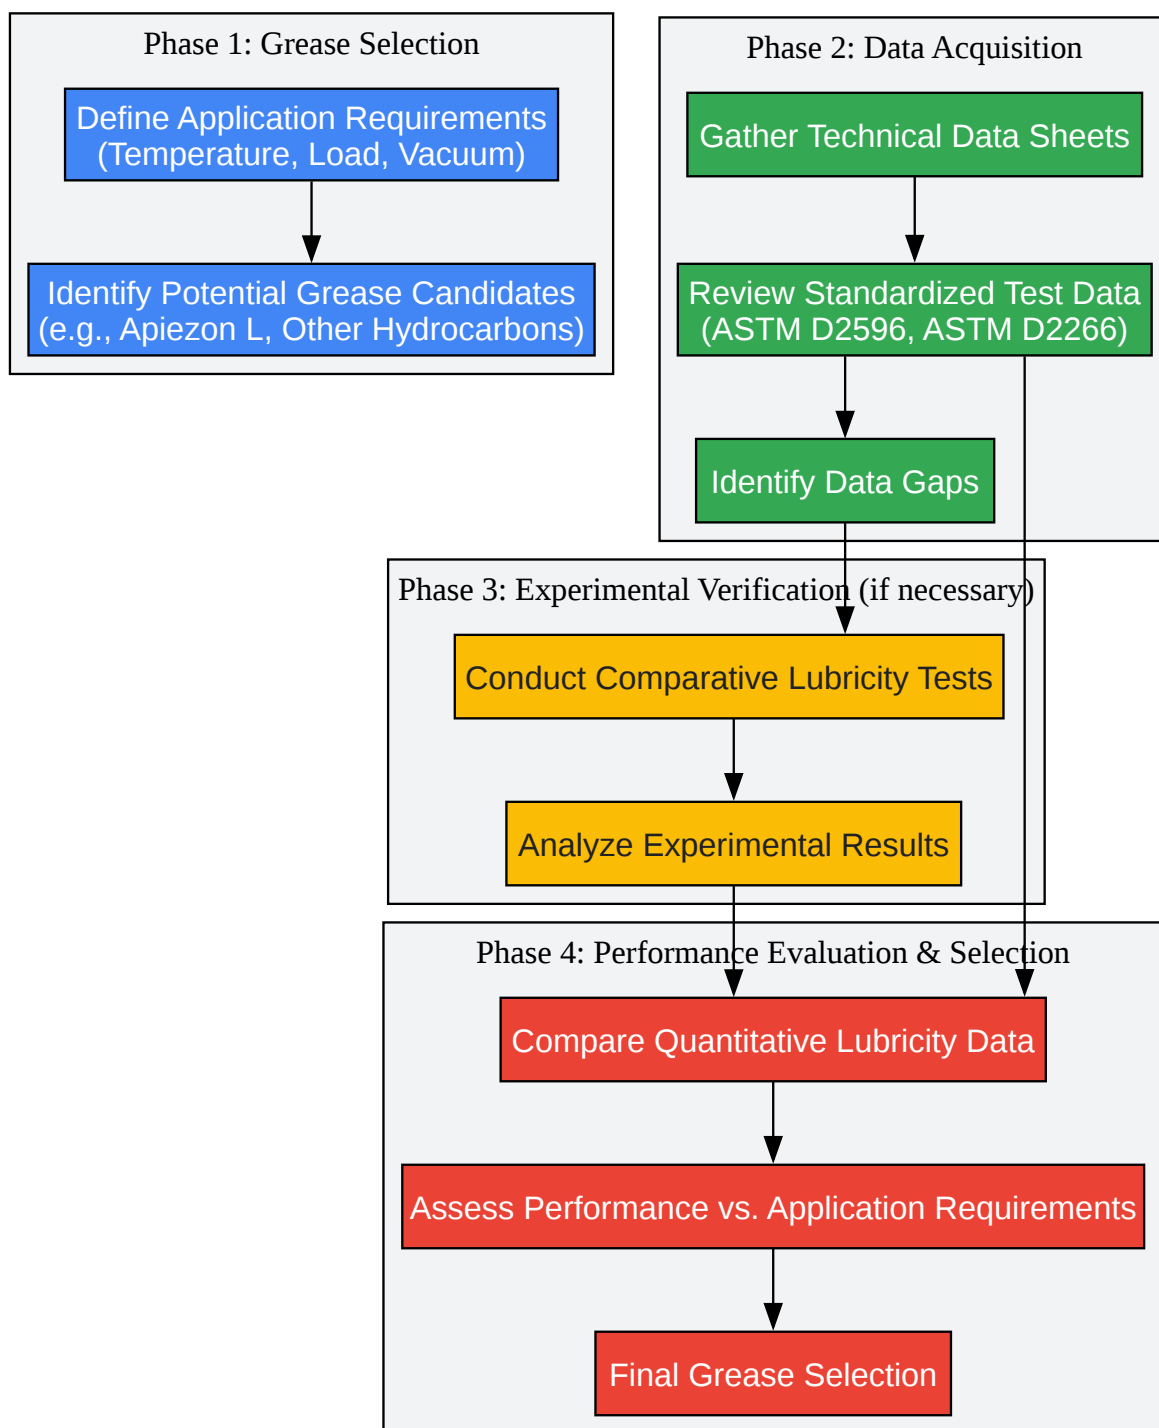 Phase 1: Grease Selection
Define Application Requirements
(Temperature, Load, Vacuum)
Identify Potential Grease Candidates
(e.g., Apiezon L, Other Hydrocarbons)
Phase 2: Data Acquisition
Gather Technical Data Sheets
Review Standardized Test Data
(ASTM D2596, ASTM D2266)
Identify Data Gaps
Phase 3: Experimental Verification (if necessary)
Conduct Comparative Lubricity Tests
Analyze Experimental Results
Phase 4: Performance Evaluation & Selection
Compare Quantitative Lubricity Data
Assess Performance vs. Application Requirements
Final Grease Selection